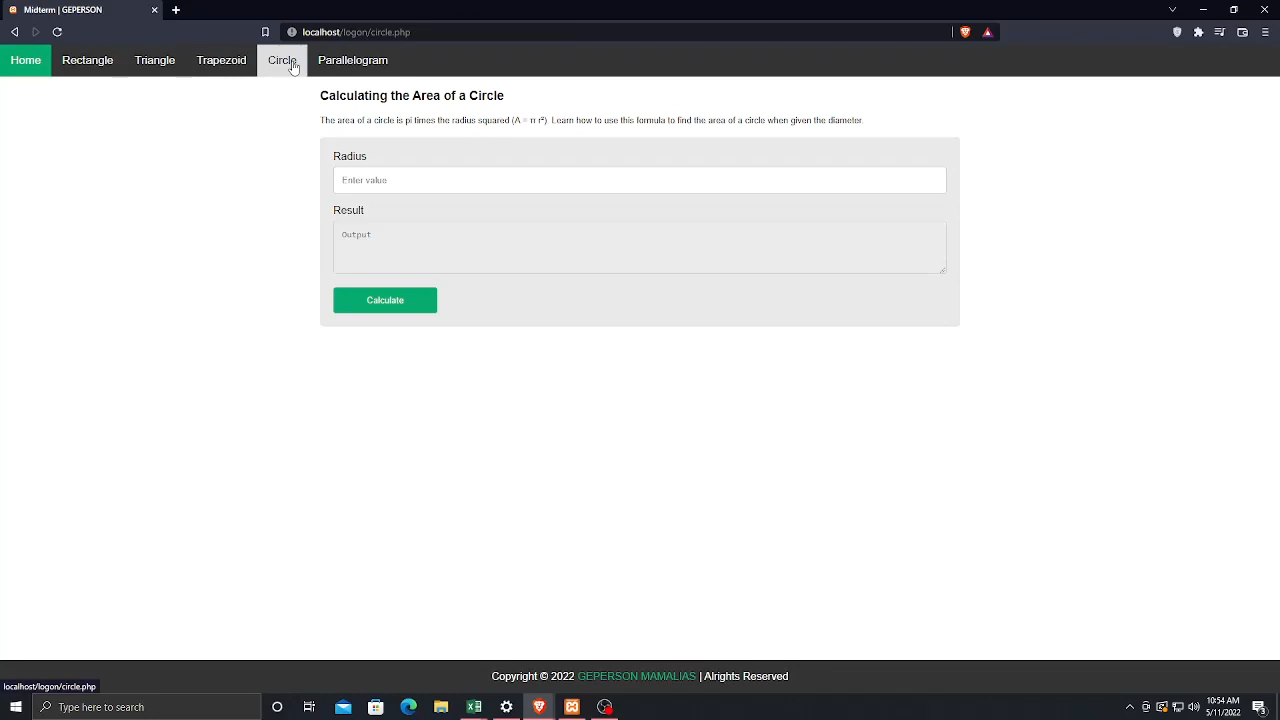 Midterm | GEPERSON
localhost/logon/circle.php
Home Rectangle Triangle Trapezoid Circle Parallelogram
Calculating the Area of a Circle
The area of a circle is pi times the radius squared (A = π r²). Learn how to use this formula to find the area of a circle when given the diameter.
Radius
Enter value
Result
Output
Calculate
Copyright © 2022 GEPERSON MAMALIAS | Alrights Reserved
localhost/logon/circle.php
Type here to search
10:54 AM
5/11/2022